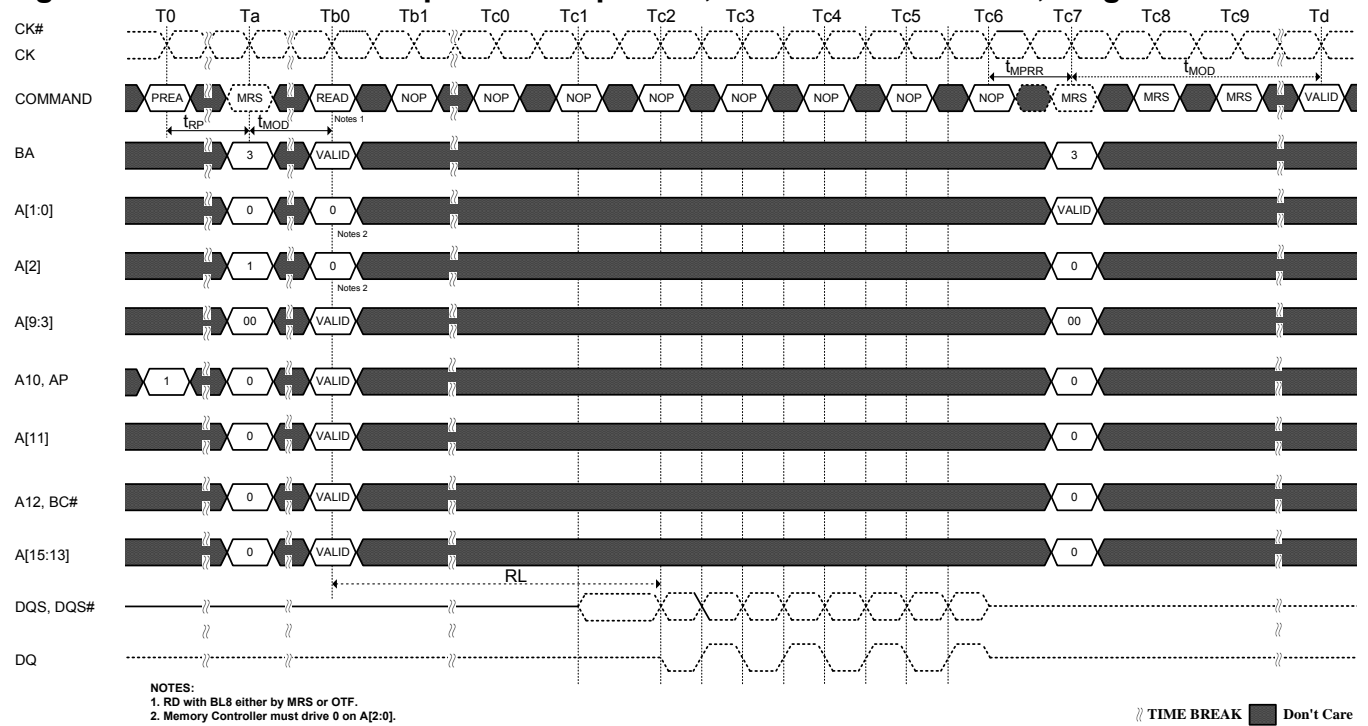 T0 Ta Tb0 Tb1 Tc0 Tc1 Tc2 Tc3 Tc4 Tc5 Tc6 Tc7 Tc8 Tc9 Td
CK#
CK
tMPRR tMOD
COMMAND PREA MRS READ NOP NOP NOP NOP NOP NOP NOP NOP MRS MRS MRS VALID
tRP tMOD Notes 1
BA 3 VALID 3
A[1:0] 0 0 VALID
Notes 2
A[2] 1 0 0
Notes 2
A[9:3] 00 VALID 00
A10, AP 1 0 VALID 0
A[11] 0 VALID 0
A12, BC# 0 VALID 0
A[15:13] 0 VALID 0
RL
DQS, DQS#
DQ
NOTES:
1. RD with BL8 either by MRS or OTF.
2. Memory Controller must drive 0 on A[2:0].
TIME BREAK Don't Care